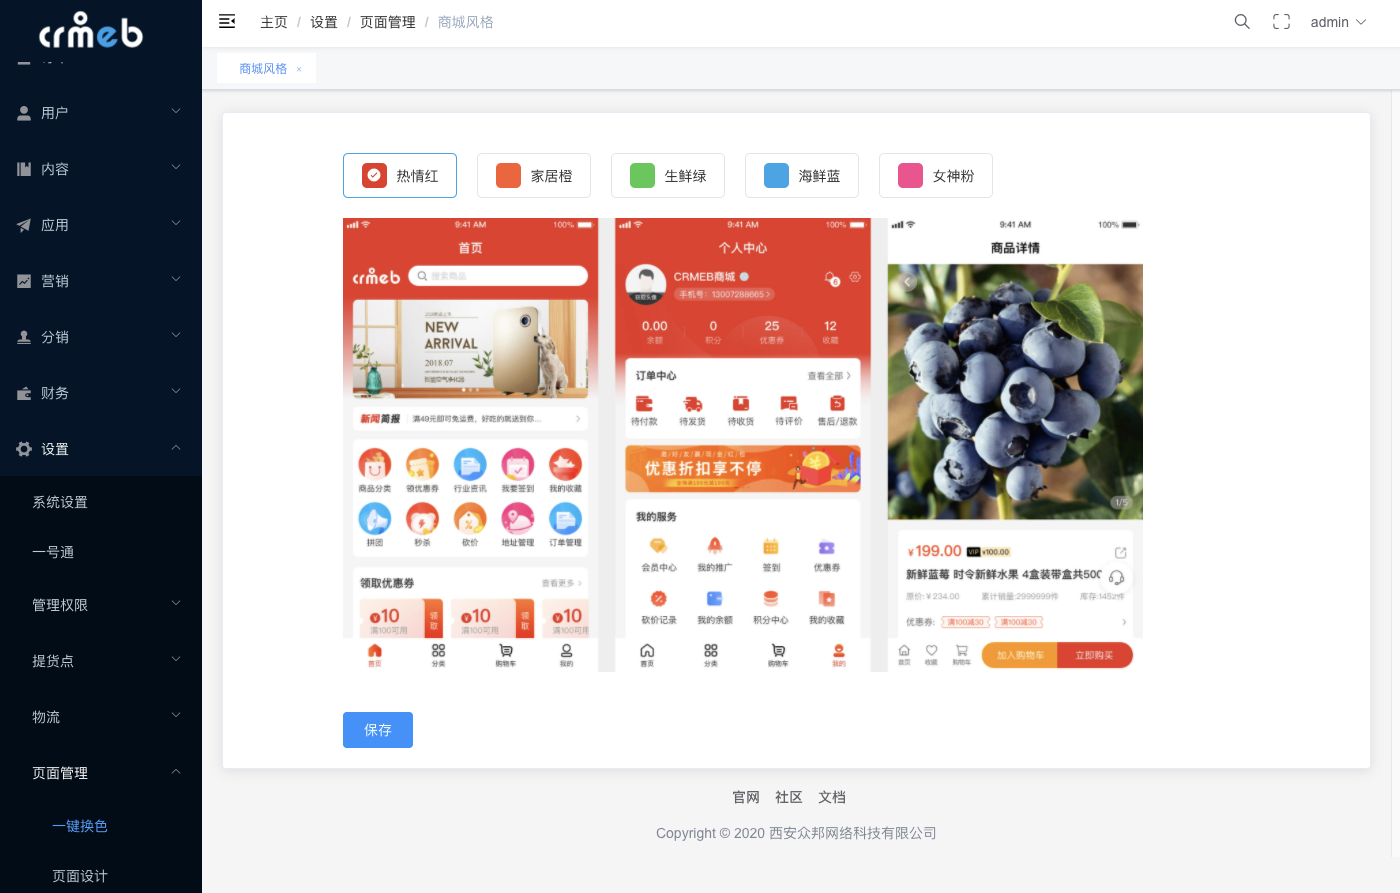 crmeb
用户
内容
应用
营销
分销
财务
设置
系统设置
一号通
管理权限
提货点
物流
页面管理
一键换色
页面设计
主页 / 设置 / 页面管理 / 商城风格
admin
商城风格 ×
热情红
家居橙
生鲜绿
海鲜蓝
女神粉
9:41 AM 100%
首页
crmeb 搜索商品
NEW
ARRIVAL
2018.07
新闻简报 满49元即可免运费，好吃的就送到你...
商品分类 领优惠券 行业资讯 我要签到 我的收藏
拼团 秒杀 砍价 地址管理 订单管理
领取优惠券 查看更多
¥10 领取 ¥10 领取 ¥10
满100可用 满100可用 满100可用
首页 分类 购物车 我的
9:41 AM 100%
个人中心
CRMEB商城
6
手机号：13007288665
0.00 0 25 12
余额 积分 优惠券 收藏
订单中心 查看全部
待付款 待发货 待收货 待评价 售后/退款
优惠折扣享不停
我的服务
会员中心 我的推广 签到 优惠券
砍价记录 我的余额 积分中心 我的收藏
首页 分类 购物车 我的
9:41 AM 100%
商品详情
1/5
¥199.00 VIP ¥100.00
新鲜蓝莓 时令新鲜水果 4盒装带盒共500
原价:¥234.00 累计销量:2999999件 库存:1452件
优惠券: 满100减30 满100减30
首页 收藏 购物车 加入购物车 立即购买
保存
官网 社区 文档
Copyright © 2020 西安众邦网络科技有限公司